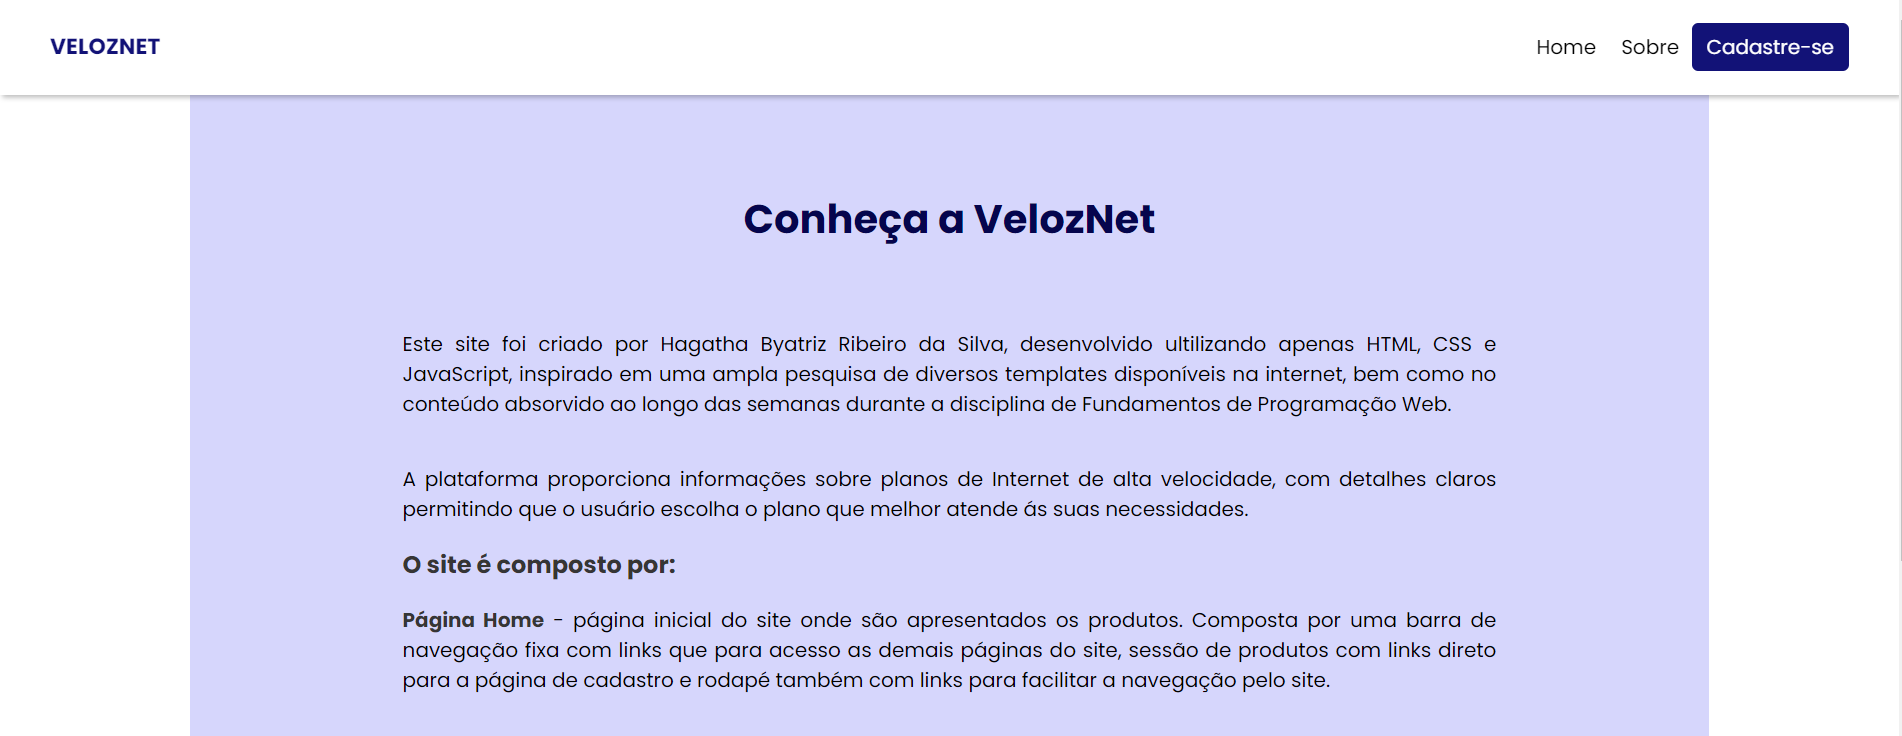 VELOZNET
Home Sobre Cadastre-se
Conheça a VelozNet
Este site foi criado por Hagatha Byatriz Ribeiro da Silva, desenvolvido ultilizando apenas HTML, CSS e
JavaScript, inspirado em uma ampla pesquisa de diversos templates disponíveis na internet, bem como no
conteúdo absorvido ao longo das semanas durante a disciplina de Fundamentos de Programação Web.
A plataforma proporciona informações sobre planos de Internet de alta velocidade, com detalhes claros
permitindo que o usuário escolha o plano que melhor atende ás suas necessidades.
O site é composto por:
Página Home - página inicial do site onde são apresentados os produtos. Composta por uma barra de
navegação fixa com links que para acesso as demais páginas do site, sessão de produtos com links direto
para a página de cadastro e rodapé também com links para facilitar a navegação pelo site.